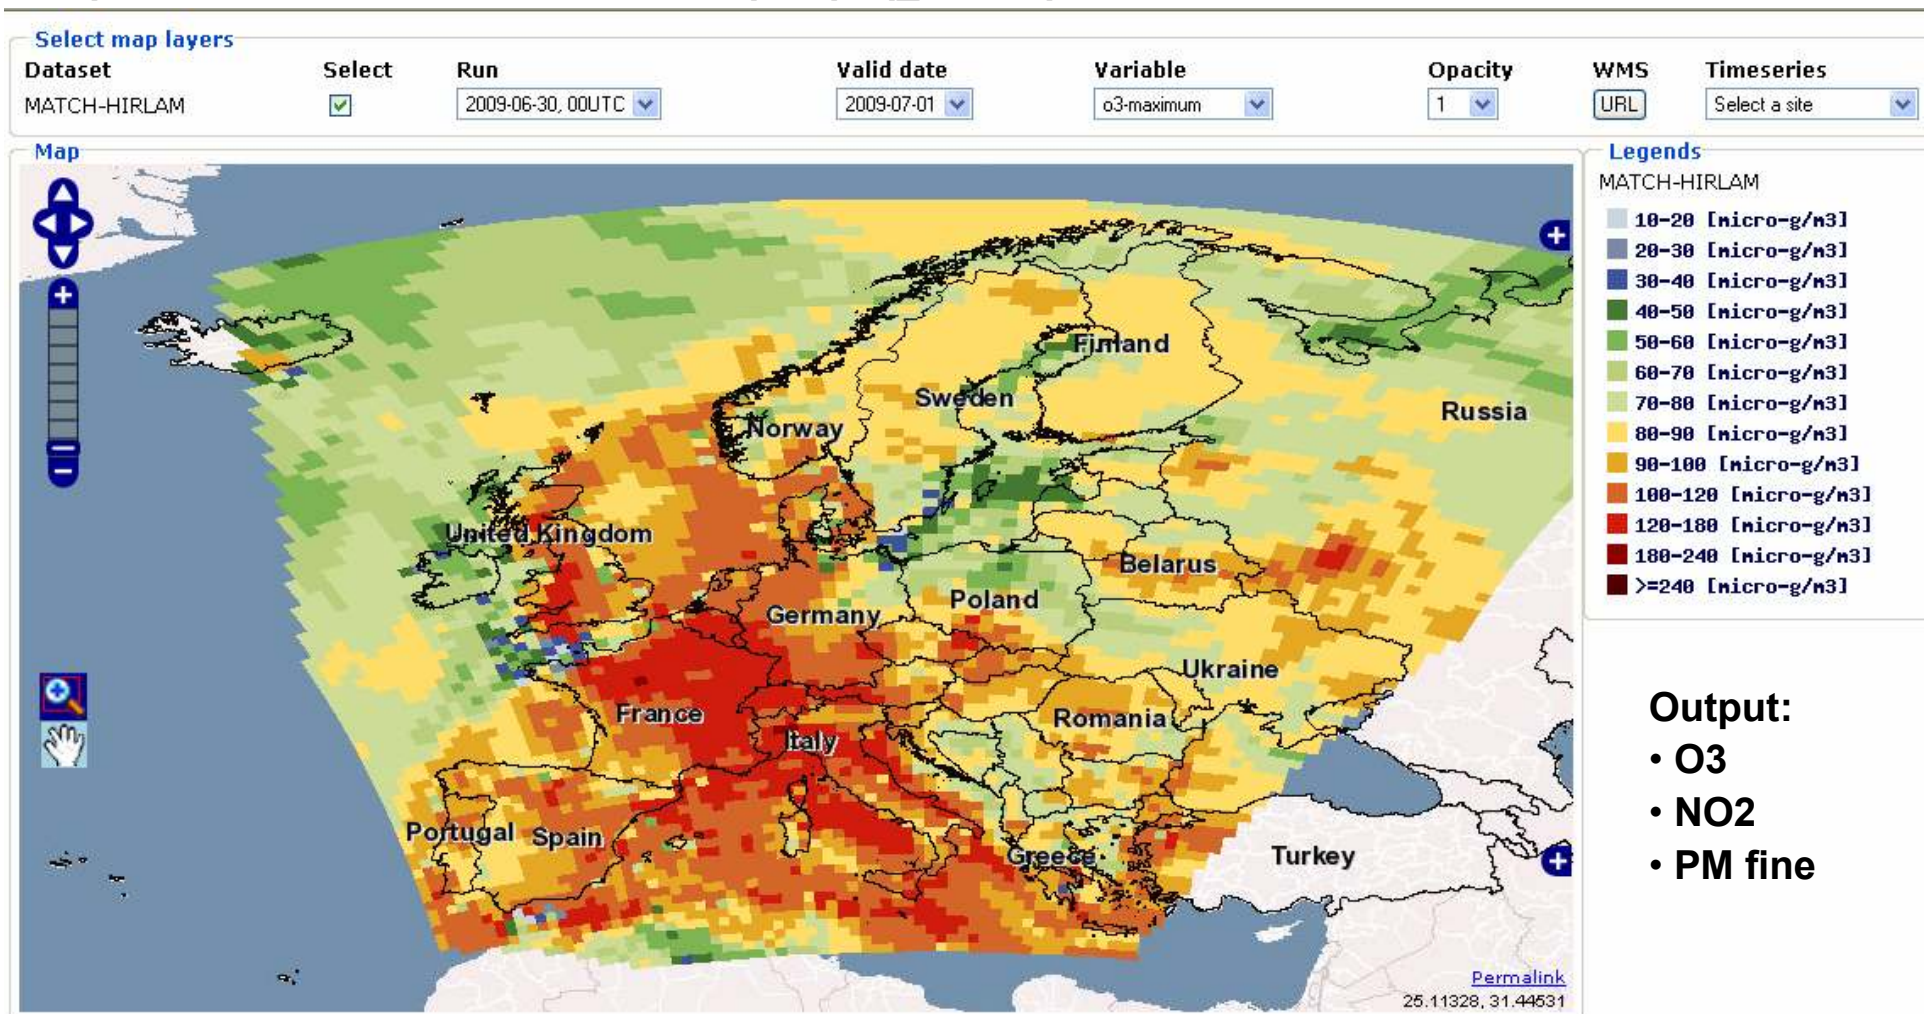 Select map layers
Dataset Select Run Valid date Variable Opacity WMS Timeseries
MATCH-HIRLAM 2009-06-30, 00UTC 2009-07-01 o3-maximum 1 URL Select a site
Map
Legends
MATCH-HIRLAM
10-20 [micro-g/m3]
20-30 [micro-g/m3]
30-40 [micro-g/m3]
40-50 [micro-g/m3]
50-60 [micro-g/m3]
60-70 [micro-g/m3]
70-80 [micro-g/m3]
80-90 [micro-g/m3]
90-100 [micro-g/m3]
100-120 [micro-g/m3]
120-180 [micro-g/m3]
180-240 [micro-g/m3]
>=240 [micro-g/m3]
Finland
Sweden
Russia
Norway
United Kingdom
Belarus
Poland
Germany
Ukraine
France
Romania
Italy
Portugal
Spain
Greece
Turkey
Permalink
25.11328, 31.44531
Output:
• O3
• NO2
• PM fine